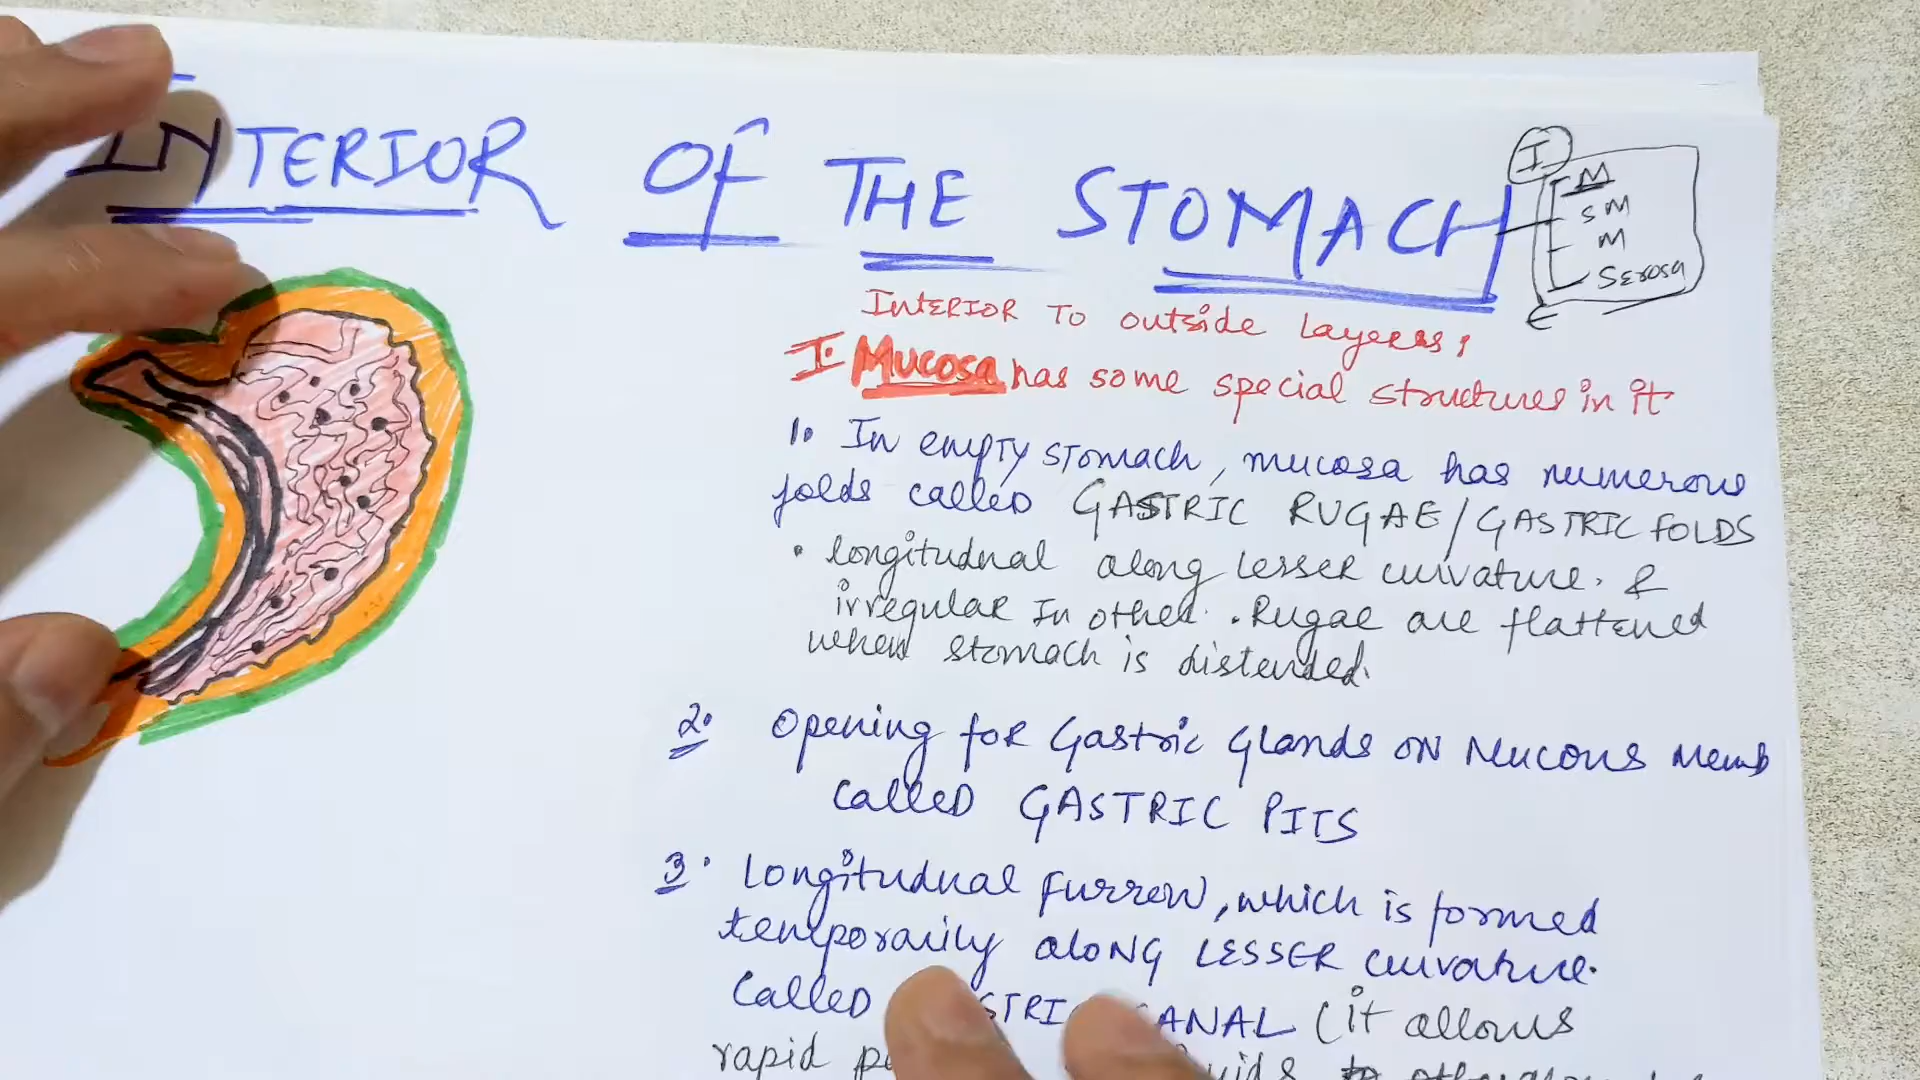 INTERIOR OF THE STOMACH
I
M
SM
M
Serosa
E
INTERIOR TO outside Layers;
I. Mucosa has some special structures in it
1. In empty stomach, mucosa has numerous
folds called GASTRIC RUGAE/GASTRIC FOLDS
• longitudnal along Lesser curvature. &
irregular In other. Rugae are flattened
when stomach is distended.
2. Opening for Gastric Glands ON Mucous Memb
called GASTRIC PITS
3. Longitudnal Furrow, which is formed
temporarily along LESSER curvature.
Called CANAL (it allows
rapid